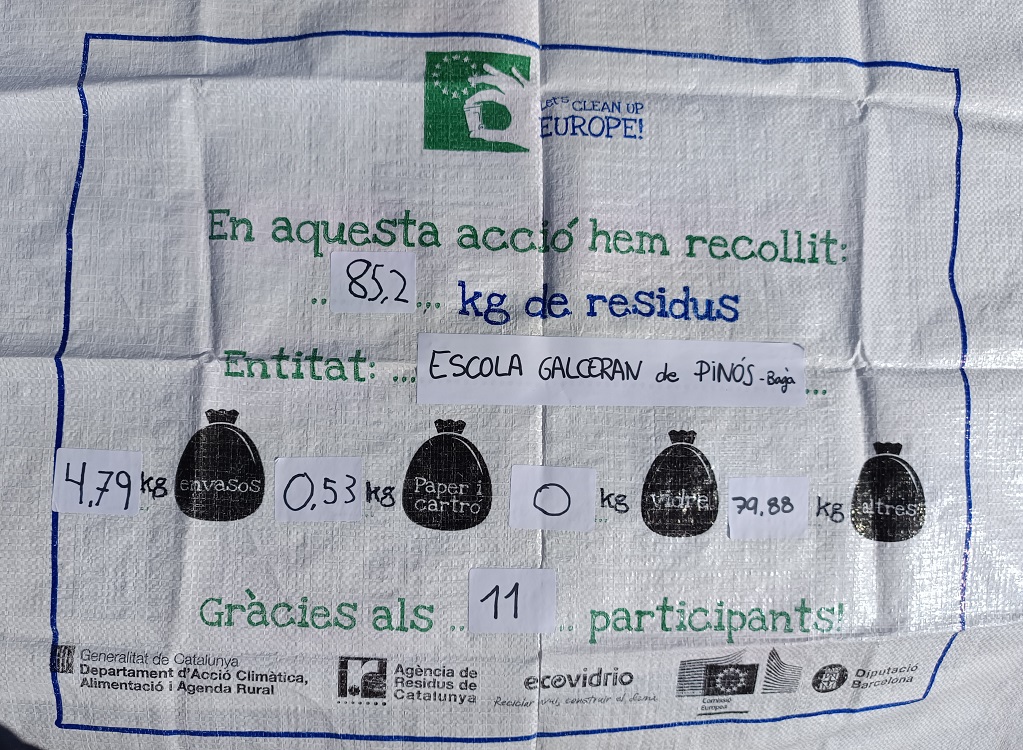 Let's CLEAN UP
EUROPE!
En aquesta acció hem recollit:
.. 85,2 ... kg de residus
Entitat: ... ESCOLA GALCERAN de PINÓS - Bagà ...
4,79 kg envasos 0,53 kg Paper i cartró 0 kg vidre 79,88 kg altres
Gràcies als .. 11 .. participants!
Generalitat de Catalunya
Departament d'Acció Climàtica,
Alimentació i Agenda Rural
Agència de
Residus de
Catalunya
ecovidrio
Comissió
Europea
Diputació
Barcelona